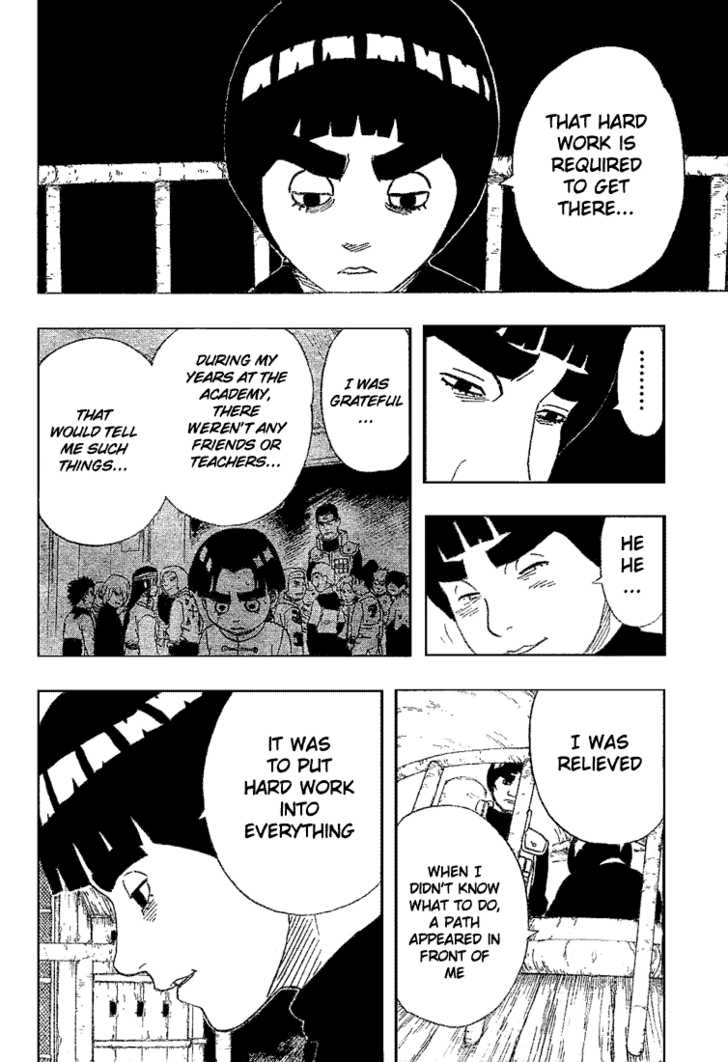 THAT HARD
WORK IS
REQUIRED
TO GET
THERE...
.........
I WAS
GRATEFUL
...
DURING MY
YEARS AT THE
ACADEMY,
THERE
WEREN'T ANY
FRIENDS OR
TEACHERS...
THAT
WOULD TELL
ME SUCH
THINGS...
HE
HE
...
I WAS
RELIEVED
WHEN I
DIDN'T KNOW
WHAT TO DO,
A PATH
APPEARED IN
FRONT OF
ME
IT WAS
TO PUT
HARD WORK
INTO
EVERYTHING